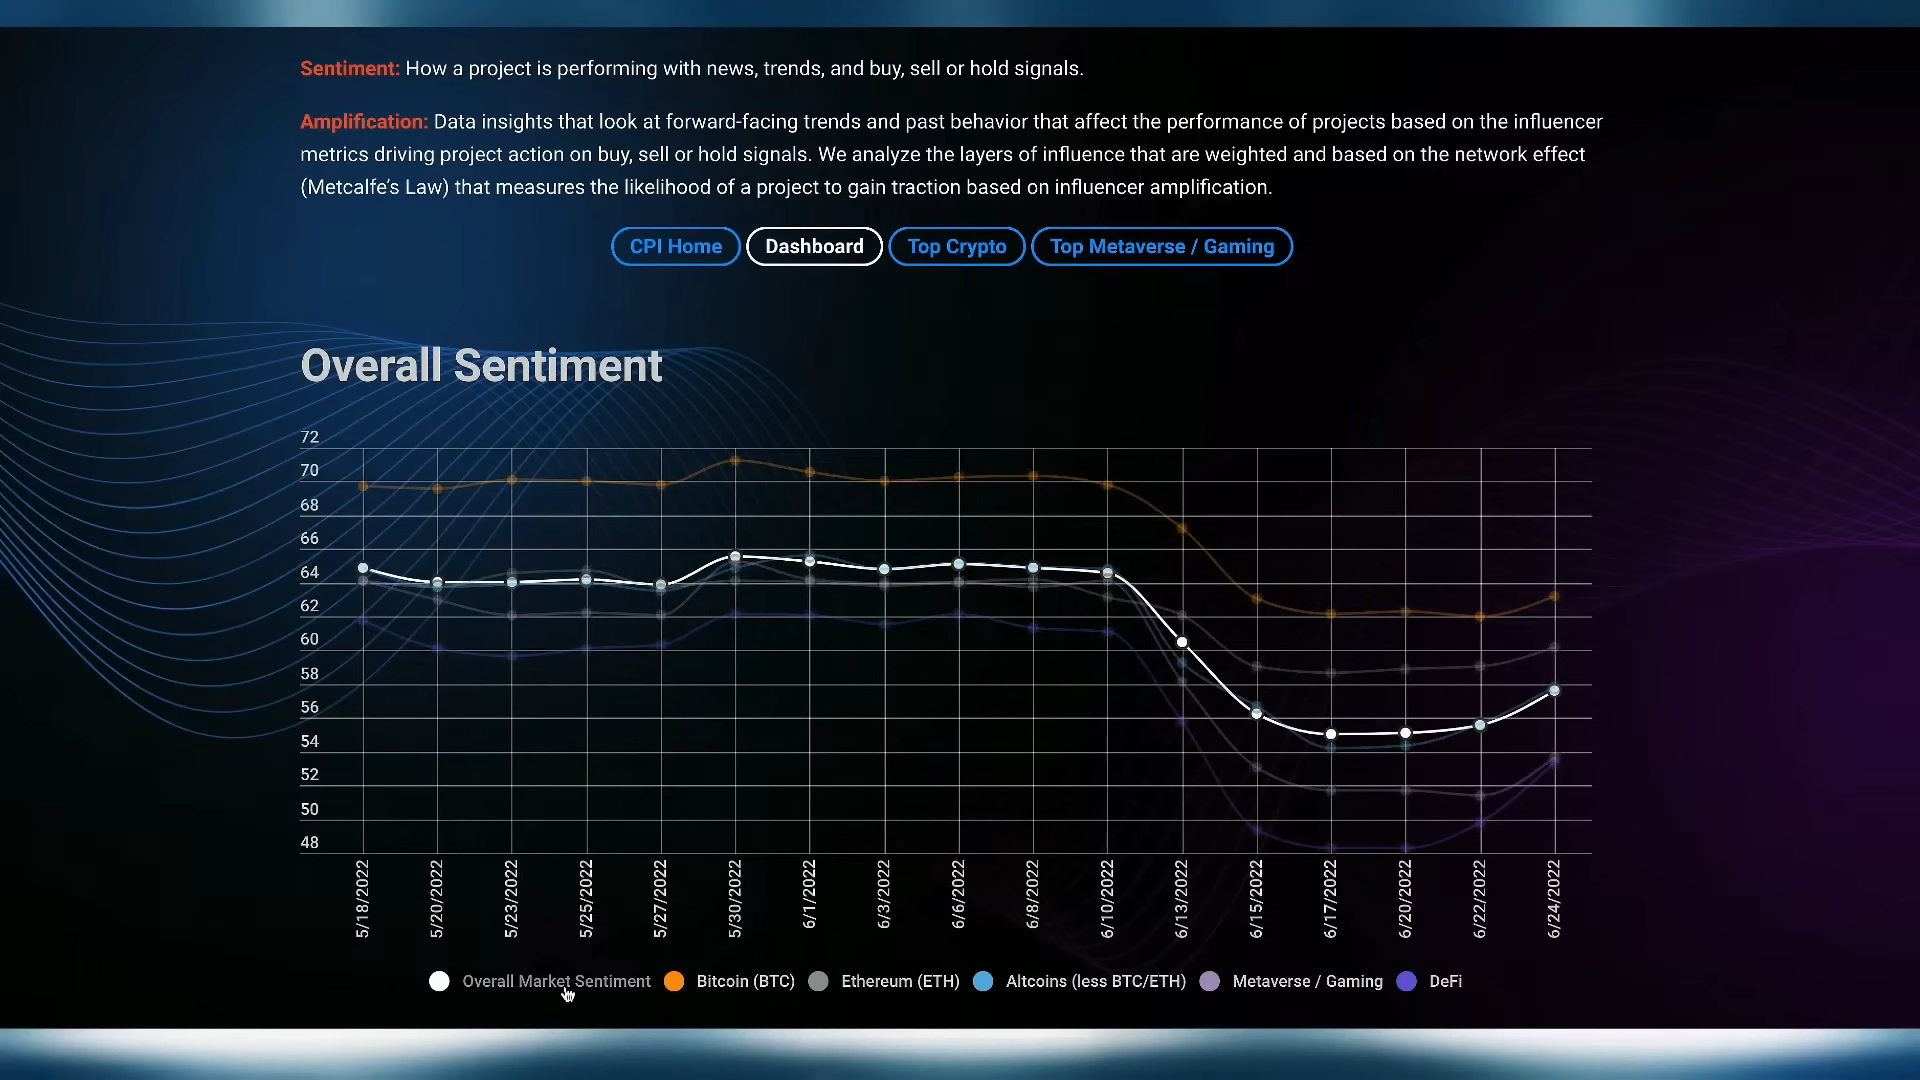 Sentiment: How a project is performing with news, trends, and buy, sell or hold signals.
Amplification: Data insights that look at forward-facing trends and past behavior that affect the performance of projects based on the influencer
metrics driving project action on buy, sell or hold signals. We analyze the layers of influence that are weighted and based on the network effect
(Metcalfe's Law) that measures the likelihood of a project to gain traction based on influencer amplification.
CPI Home Dashboard Top Crypto Top Metaverse / Gaming
Overall Sentiment
72
70
68
66
64
62
60
58
56
54
52
50
48
5/18/2022 5/20/2022 5/23/2022 5/25/2022 5/27/2022 5/30/2022 6/1/2022 6/3/2022 6/6/2022 6/8/2022 6/10/2022 6/13/2022 6/15/2022 6/17/2022 6/20/2022 6/22/2022 6/24/2022
Overall Market Sentiment Bitcoin (BTC) Ethereum (ETH) Altcoins (less BTC/ETH) Metaverse / Gaming DeFi